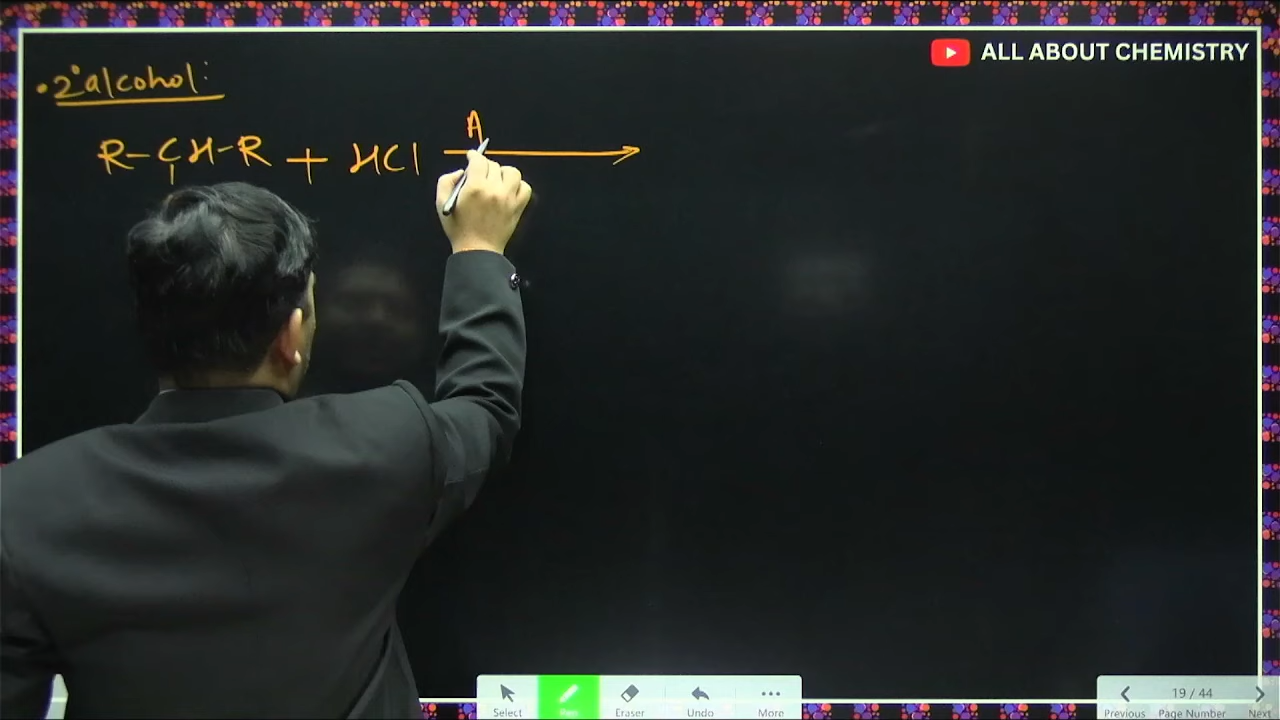 ALL ABOUT CHEMISTRY
• 2° alcohol:
A
R-CH-R + HCl →
Select
Eraser
Undo
More
Previous
19 / 44
Page Number
Next